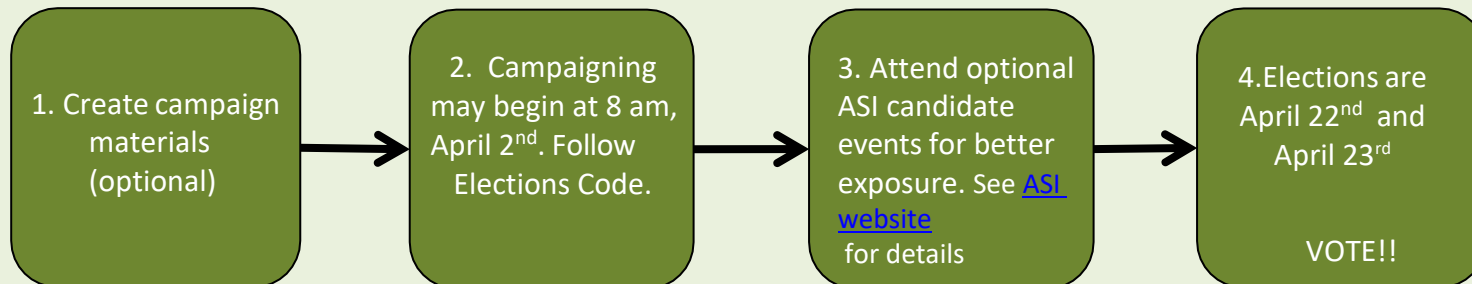 1. Create campaign
materials
(optional)
2. Campaigning
may begin at 8 am,
April 2nd. Follow
Elections Code.
3. Attend optional
ASI candidate
events for better
exposure. See ASI
website
for details
4.Elections are
April 22nd and
April 23rd
VOTE!!